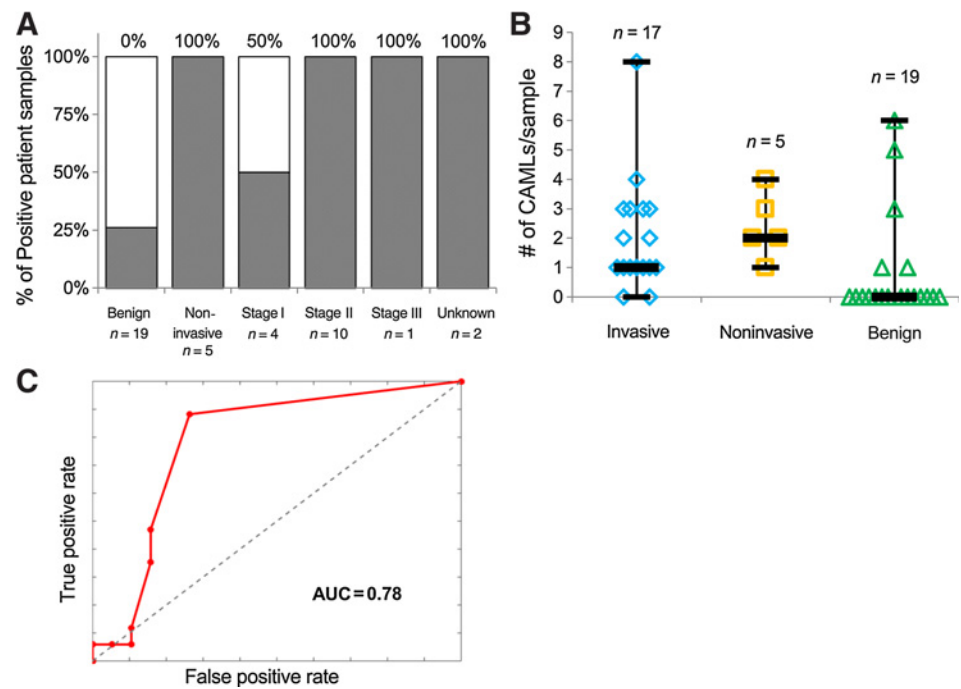 A
0% 100% 50% 100% 100% 100%
100%
75%
50%
25%
0%
% of Positive patient samples
Benign
n = 19
Non-
invasive
n = 5
Stage I
n = 4
Stage II
n = 10
Stage III
n = 1
Unknown
n = 2
B
9
8
7
6
5
4
3
2
1
0
# of CAMLs/sample
n = 17
n = 5
n = 19
Invasive
Noninvasive
Benign
C
True positive rate
AUC = 0.78
False positive rate